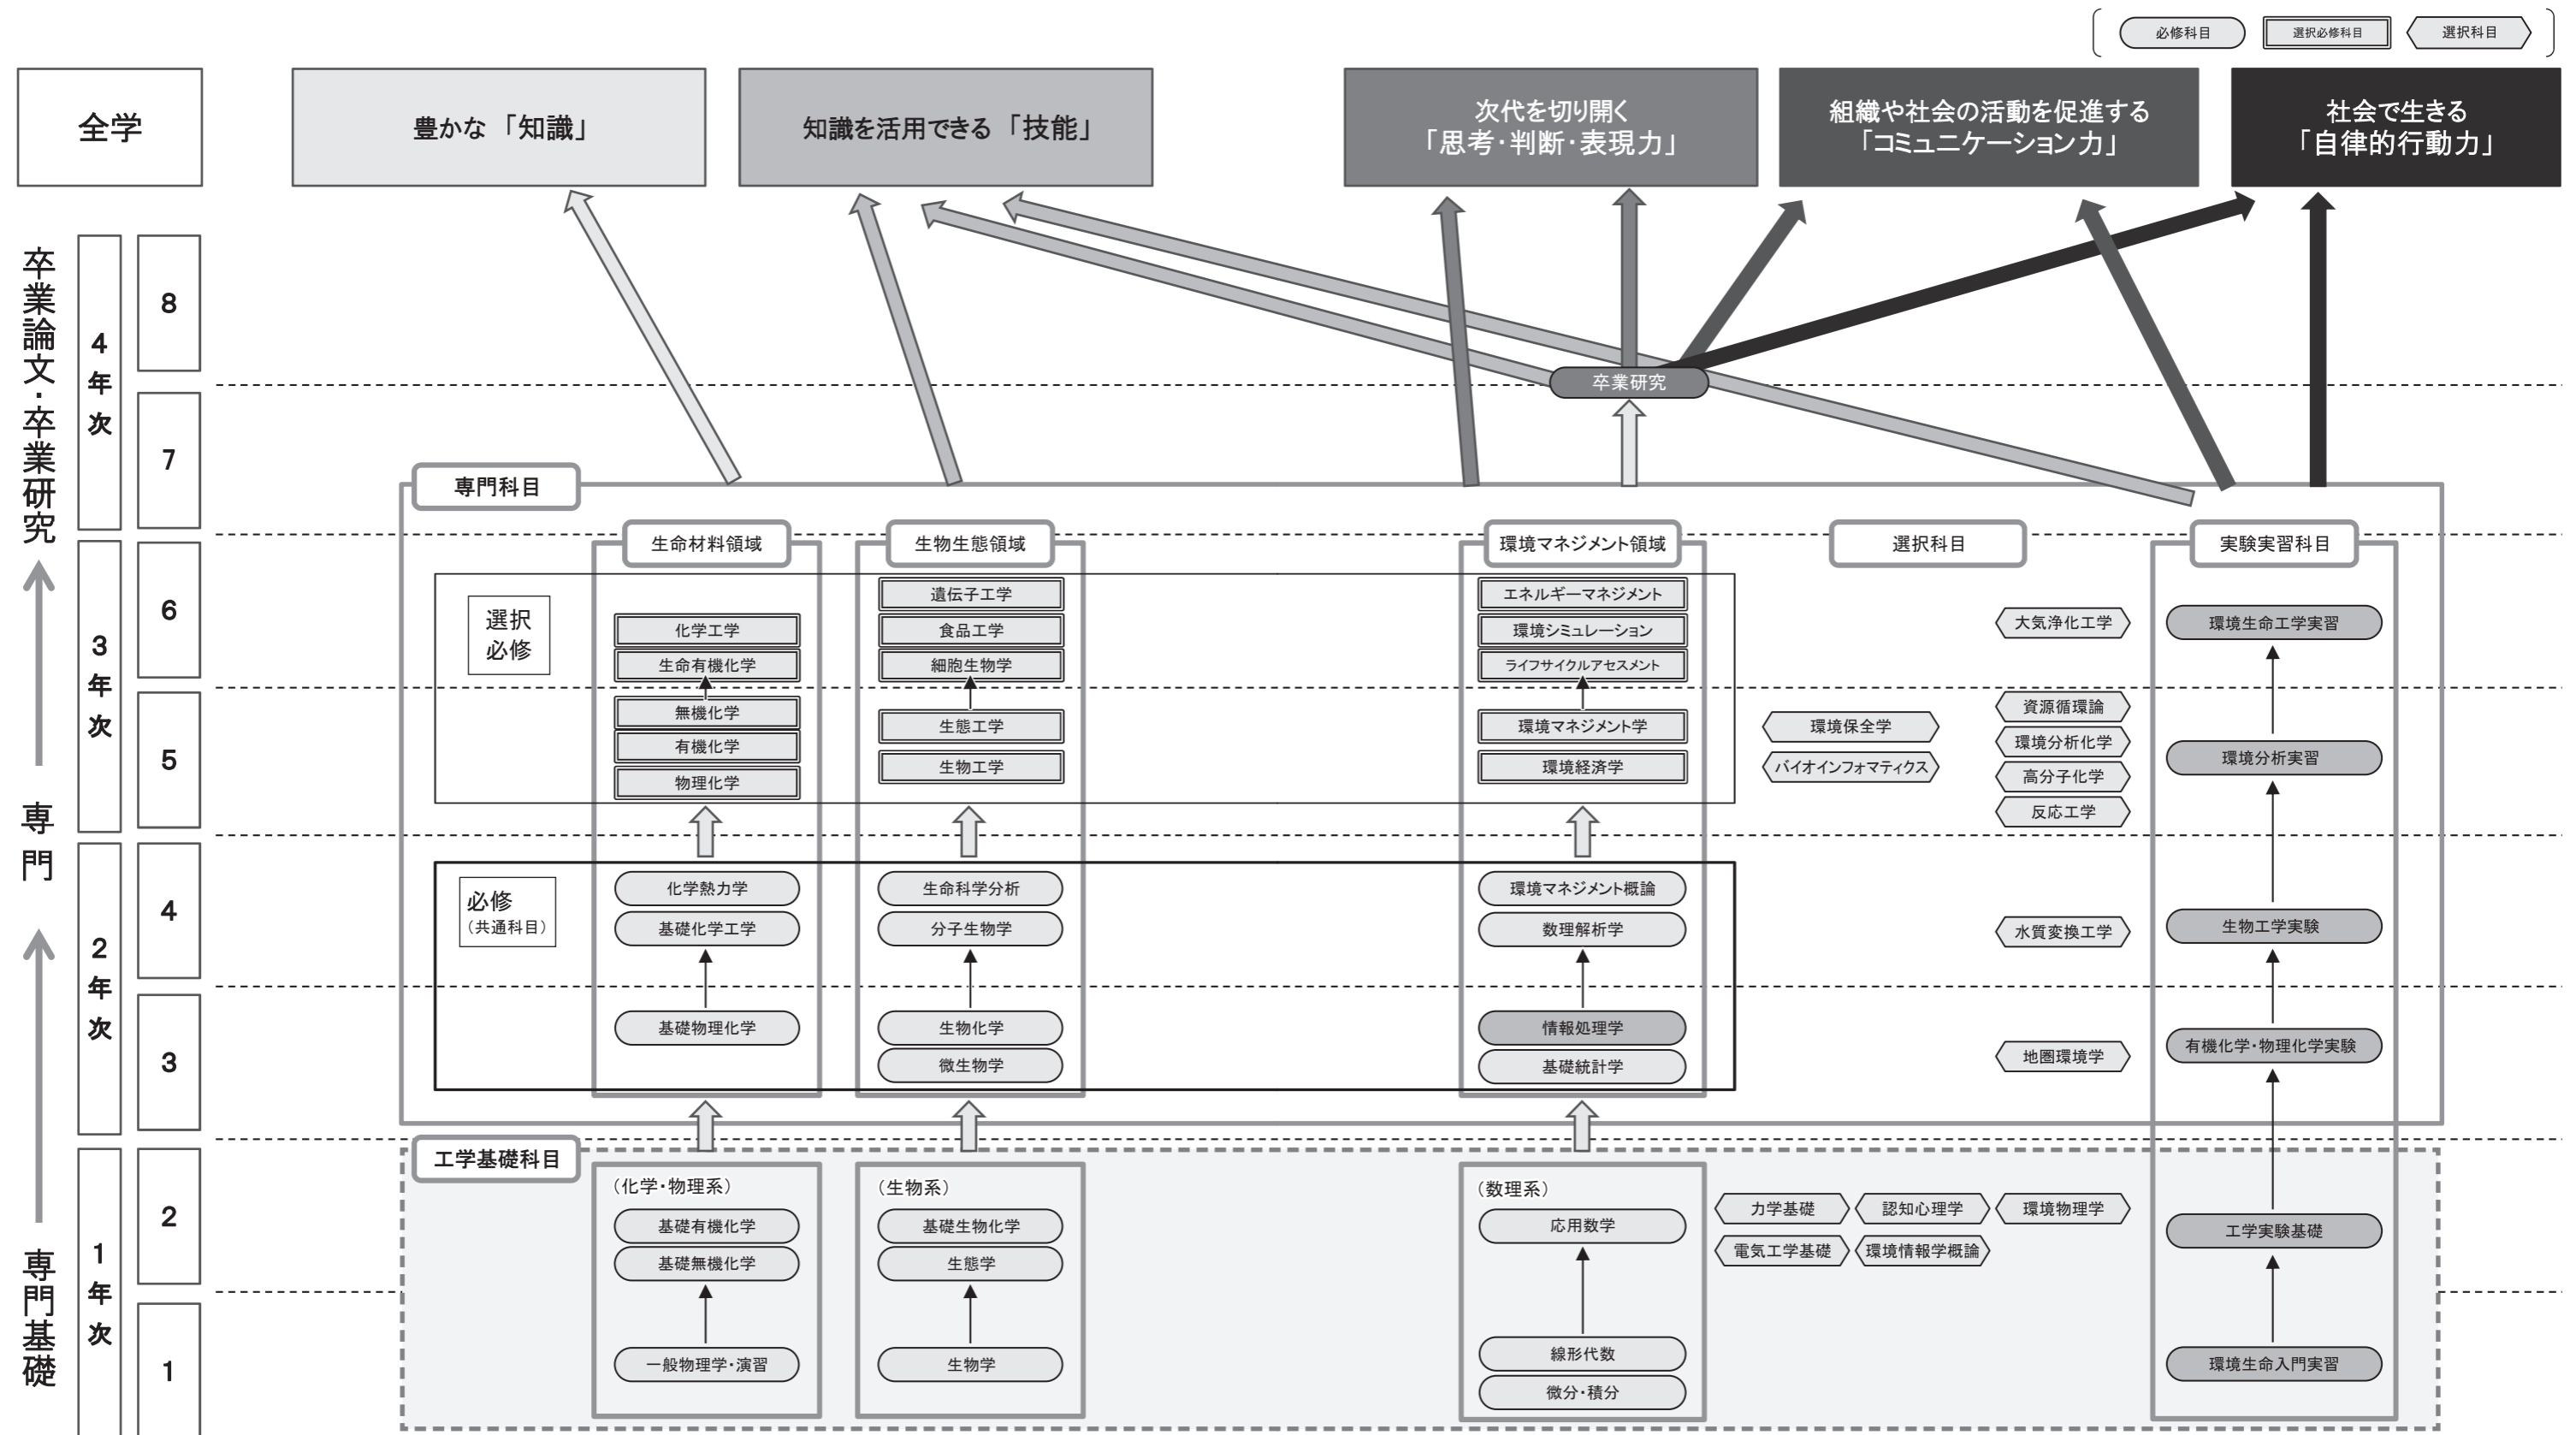 必修科目
選択必修科目
選択科目
全学
豊かな「知識」
知識を活用できる「技能」
次代を切り開く
「思考・判断・表現力」
組織や社会の活動を促進する
「コミュニケーション力」
社会で生きる
「自律的行動力」
卒業論文・卒業研究
専門
専門基礎
4年次
3年次
2年次
1年次
8
7
6
5
4
3
2
1
卒業研究
専門科目
生命材料領域
生物生態領域
環境マネジメント領域
選択科目
実験実習科目
選択
必修
化学工学
生命有機化学
無機化学
有機化学
物理化学
遺伝子工学
食品工学
細胞生物学
生態工学
生物工学
エネルギーマネジメント
環境シミュレーション
ライフサイクルアセスメント
環境マネジメント学
環境経済学
環境保全学
バイオインフォマティクス
大気浄化工学
資源循環論
環境分析化学
高分子化学
反応工学
環境生命工学実習
環境分析実習
必修
（共通科目）
化学熱力学
基礎化学工学
基礎物理化学
生命科学分析
分子生物学
生物化学
微生物学
環境マネジメント概論
数理解析学
情報処理学
基礎統計学
水質変換工学
地圏環境学
生物工学実験
有機化学・物理化学実験
工学基礎科目
（化学・物理系）
基礎有機化学
基礎無機化学
一般物理学・演習
（生物系）
基礎生物化学
生態学
生物学
（数理系）
応用数学
線形代数
微分・積分
力学基礎
認知心理学
環境物理学
電気工学基礎
環境情報学概論
工学実験基礎
環境生命入門実習